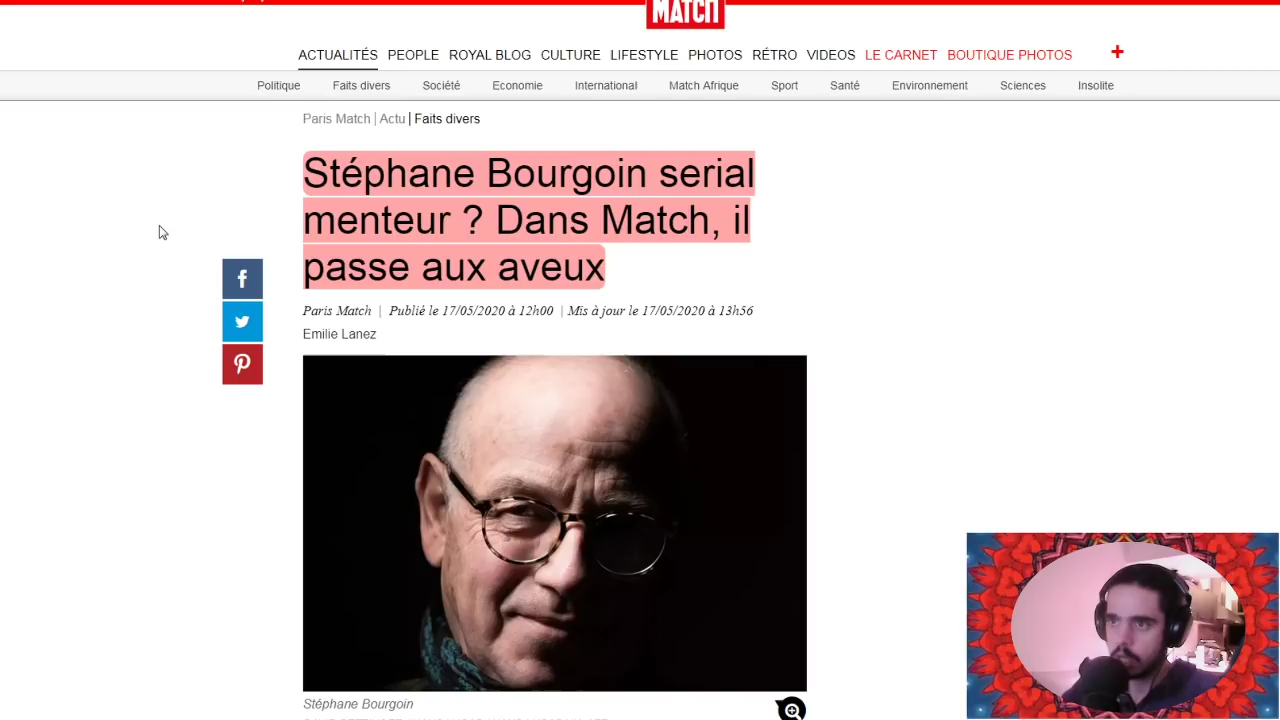 MATCH
ACTUALITÉS PEOPLE ROYAL BLOG CULTURE LIFESTYLE PHOTOS RÉTRO VIDEOS LE CARNET BOUTIQUE PHOTOS +
Politique Faits divers Société Economie International Match Afrique Sport Santé Environnement Sciences Insolite
Paris Match | Actu | Faits divers
Stéphane Bourgoin serial
menteur ? Dans Match, il
passe aux aveux
Paris Match | Publié le 17/05/2020 à 12h00 | Mis à jour le 17/05/2020 à 13h56
Emilie Lanez
Stéphane Bourgoin